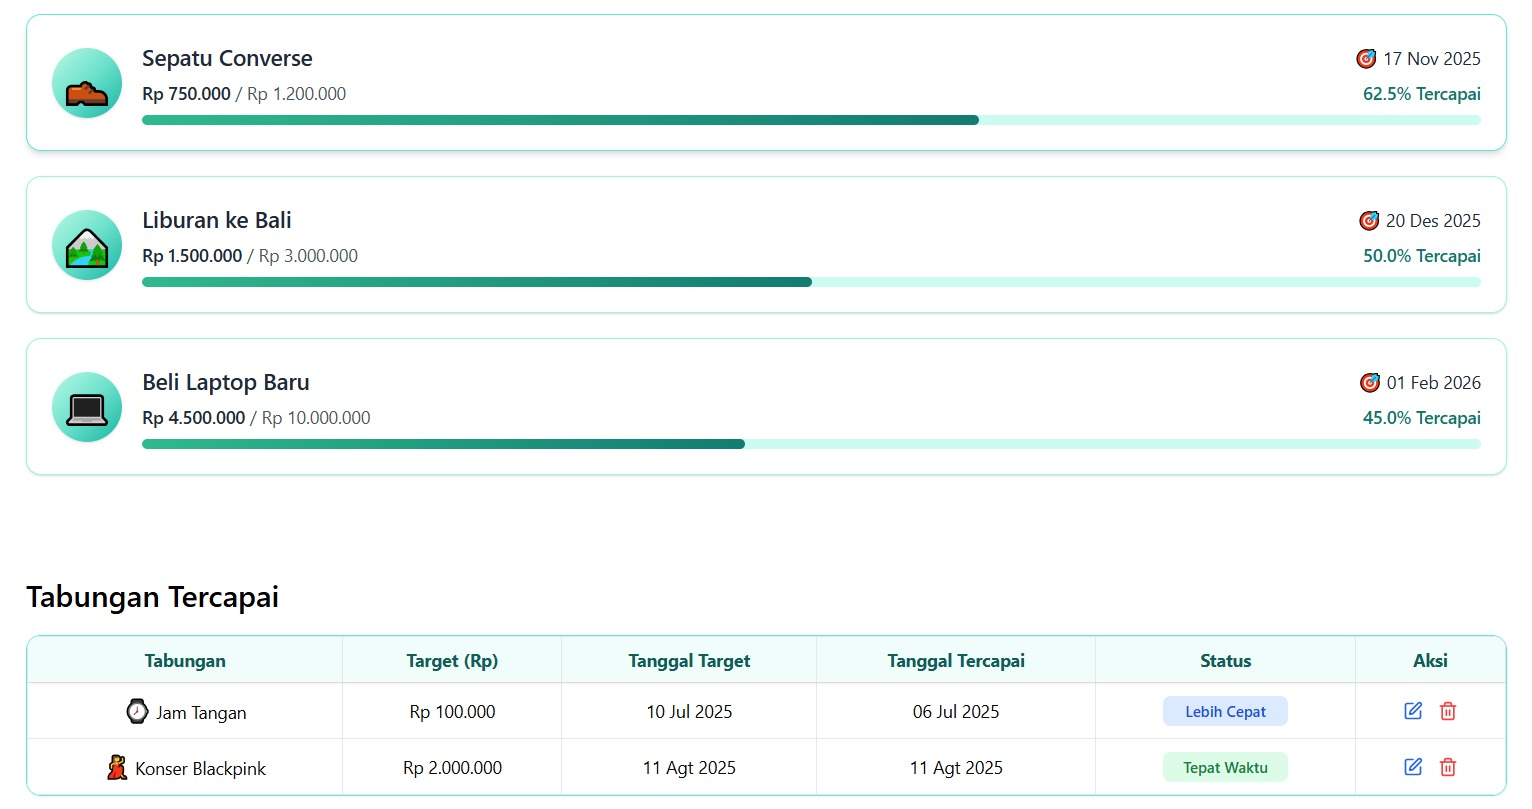 Sepatu Converse
17 Nov 2025
Rp 750.000 / Rp 1.200.000
62.5% Tercapai
Liburan ke Bali
20 Des 2025
Rp 1.500.000 / Rp 3.000.000
50.0% Tercapai
Beli Laptop Baru
01 Feb 2026
Rp 4.500.000 / Rp 10.000.000
45.0% Tercapai
Tabungan Tercapai
Tabungan Target (Rp) Tanggal Target Tanggal Tercapai Status Aksi
Jam Tangan Rp 100.000 10 Jul 2025 06 Jul 2025 Lebih Cepat
Konser Blackpink Rp 2.000.000 11 Agt 2025 11 Agt 2025 Tepat Waktu